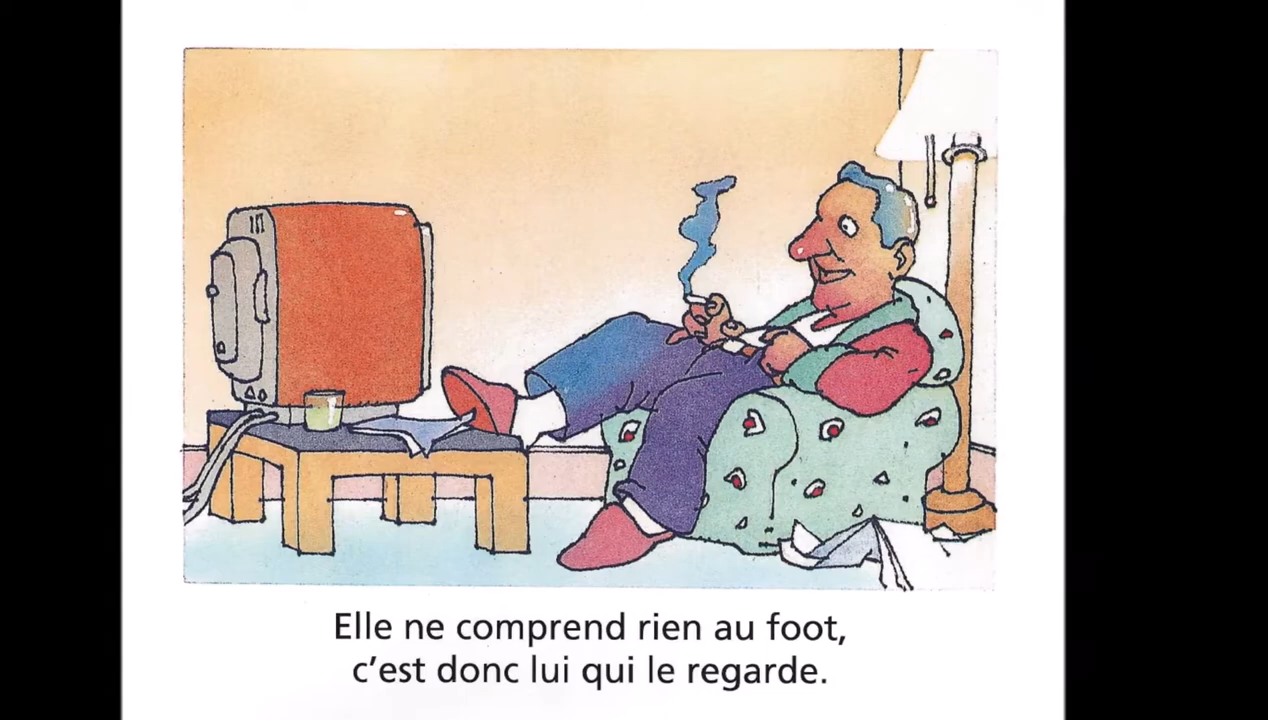 Elle ne comprend rien au foot,
c’est donc lui qui le regarde.